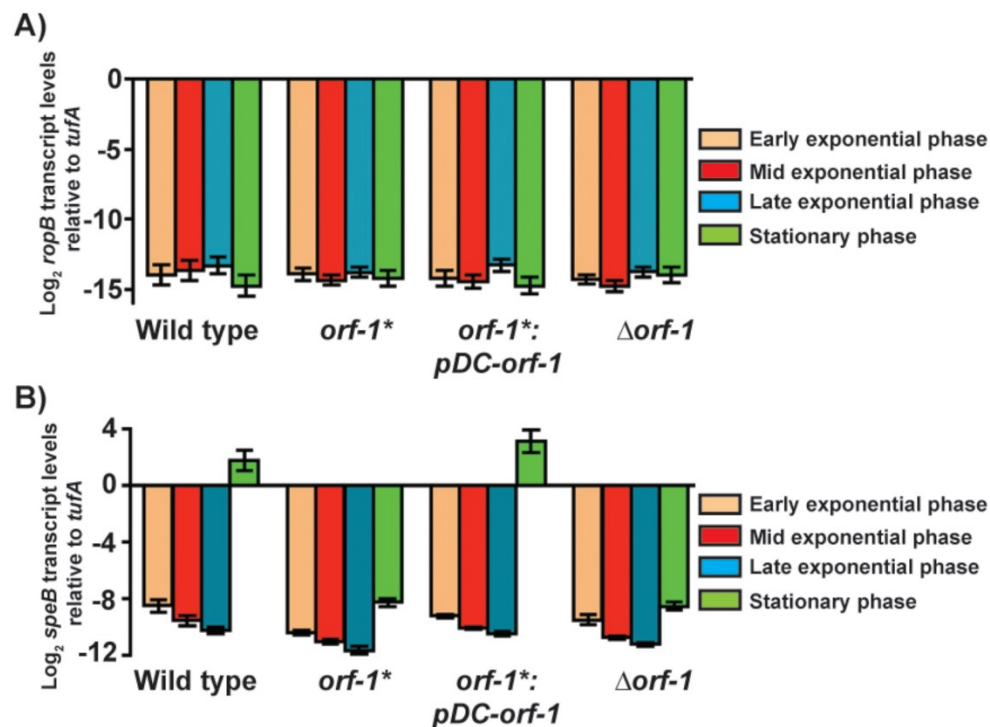 A)
Log2 ropB transcript levels
relative to tufA
0
-5
-10
-15
Wild type
orf-1*
orf-1*:
pDC-orf-1
Δorf-1
Early exponential phase
Mid exponential phase
Late exponential phase
Stationary phase
B)
Log2 speB transcript levels
relative to tufA
4
0
-4
-8
-12
Wild type
orf-1*
orf-1*:
pDC-orf-1
Δorf-1
Early exponential phase
Mid exponential phase
Late exponential phase
Stationary phase